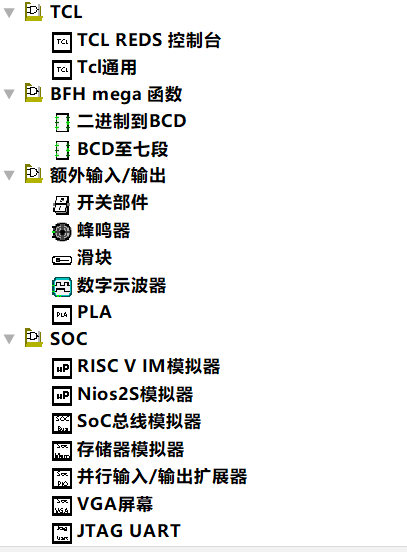 TCL
TCL REDS 控制台
Tcl通用
BFH mega 函数
二进制到BCD
BCD至七段
额外输入/输出
开关部件
蜂鸣器
滑块
数字示波器
PLA
SOC
RISC V IM模拟器
Nios2S模拟器
SoC总线模拟器
存储器模拟器
并行输入/输出扩展器
VGA屏幕
JTAG UART